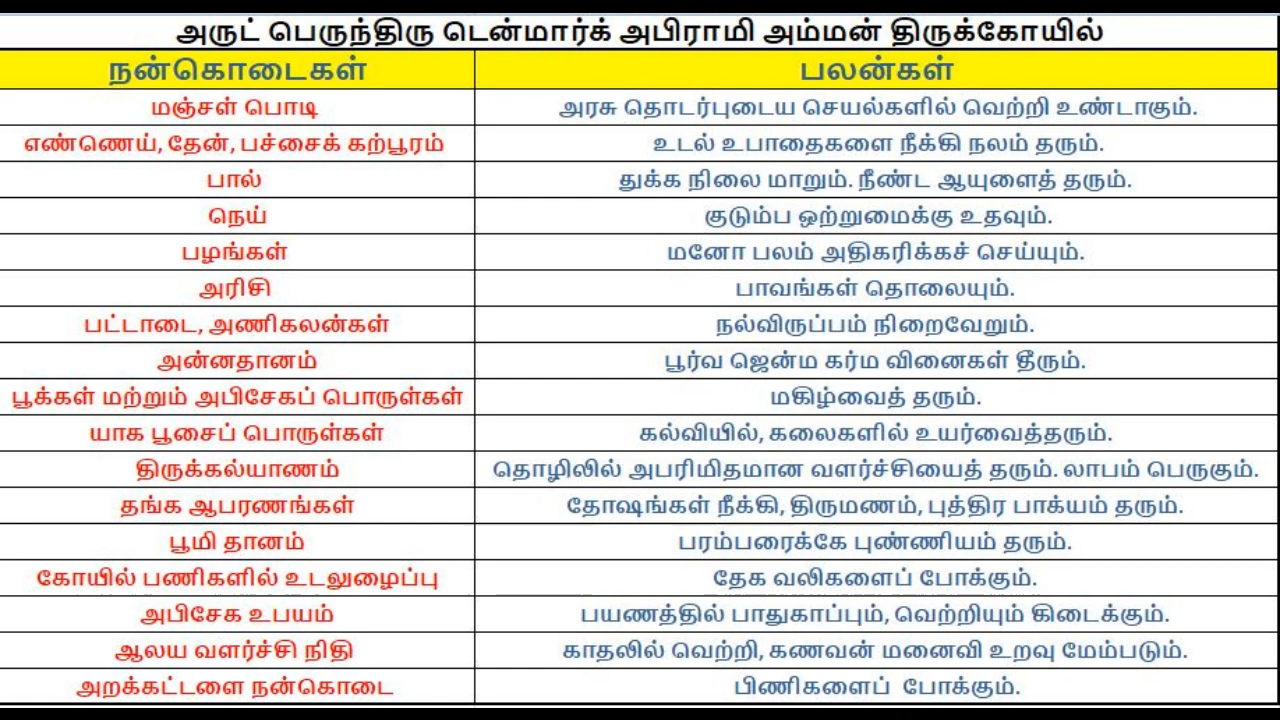 அருட் பெருந்திரு டென்மார்க் அபிராமி அம்மன் திருக்கோயில்
நன்கொடைகள் பலன்கள்
மஞ்சள் பொடி அரசு தொடர்புடைய செயல்களில் வெற்றி உண்டாகும்.
எண்ணெய், தேன், பச்சைக் கற்பூரம் உடல் உபாதைகளை நீக்கி நலம் தரும்.
பால் துக்க நிலை மாறும். நீண்ட ஆயுளைத் தரும்.
நெய் குடும்ப ஒற்றுமைக்கு உதவும்.
பழங்கள் மனோ பலம் அதிகரிக்கச் செய்யும்.
அரிசி பாவங்கள் தொலையும்.
பட்டாடை, அணிகலன்கள் நல்விருப்பம் நிறைவேறும்.
அன்னதானம் பூர்வ ஜென்ம கர்ம வினைகள் தீரும்.
பூக்கள் மற்றும் அபிசேகப் பொருள்கள் மகிழ்வைத் தரும்.
யாக பூசைப் பொருள்கள் கல்வியில், கலைகளில் உயர்வைத்தரும்.
திருக்கல்யாணம் தொழிலில் அபரிமிதமான வளர்ச்சியைத் தரும். லாபம் பெருகும்.
தங்க ஆபரணங்கள் தோஷங்கள் நீக்கி, திருமணம், புத்திர பாக்யம் தரும்.
பூமி தானம் பரம்பரைக்கே புண்ணியம் தரும்.
கோயில் பணிகளில் உடலுழைப்பு தேக வலிகளைப் போக்கும்.
அபிசேக உபயம் பயணத்தில் பாதுகாப்பும், வெற்றியும் கிடைக்கும்.
ஆலய வளர்ச்சி நிதி காதலில் வெற்றி, கணவன் மனைவி உறவு மேம்படும்.
அறக்கட்டளை நன்கொடை பிணிகளைப் போக்கும்.